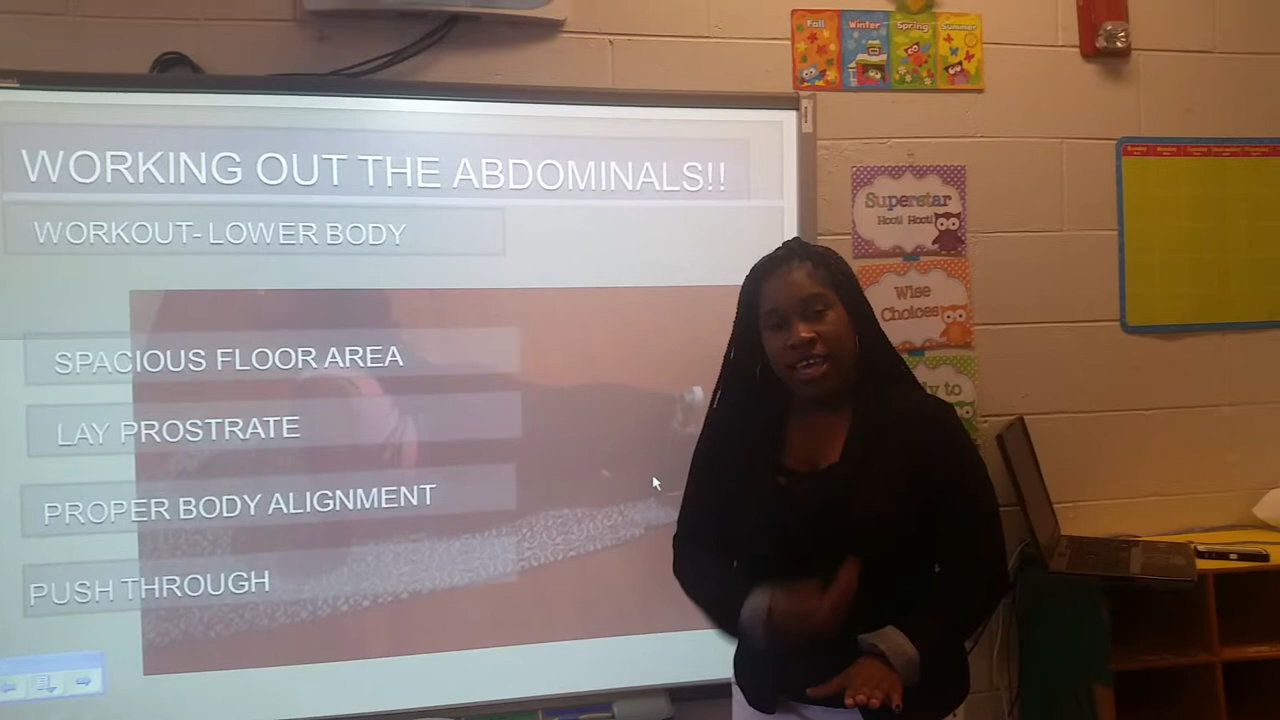 Fall Winter Spring Summer
WORKING OUT THE ABDOMINALS!!
WORKOUT- LOWER BODY
SPACIOUS FLOOR AREA
LAY PROSTRATE
PROPER BODY ALIGNMENT
PUSH THROUGH
Superstar
Hoot! Hoot!
Wise
Choices
to